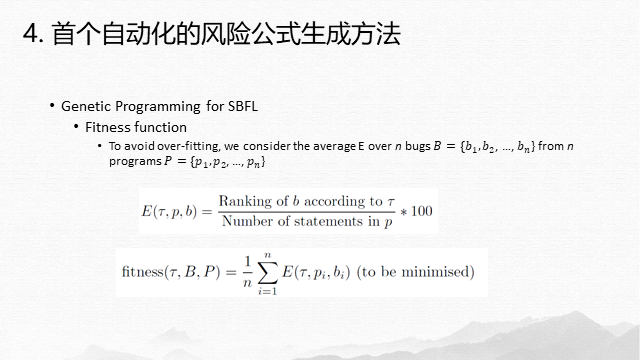 4. 首个自动化的风险公式生成方法
• Genetic Programming for SBFL
• Fitness function
• To avoid over-fitting, we consider the average E over n bugs B = {b₁,b₂, …, bₙ} from n
programs P = {p₁,p₂, …, pₙ}
E(τ, p, b) = Ranking of b according to τ / Number of statements in p ∗ 100
fitness(τ, B, P) = 1/n ∑ⁿᵢ₌₁ E(τ, pᵢ, bᵢ) (to be minimised)